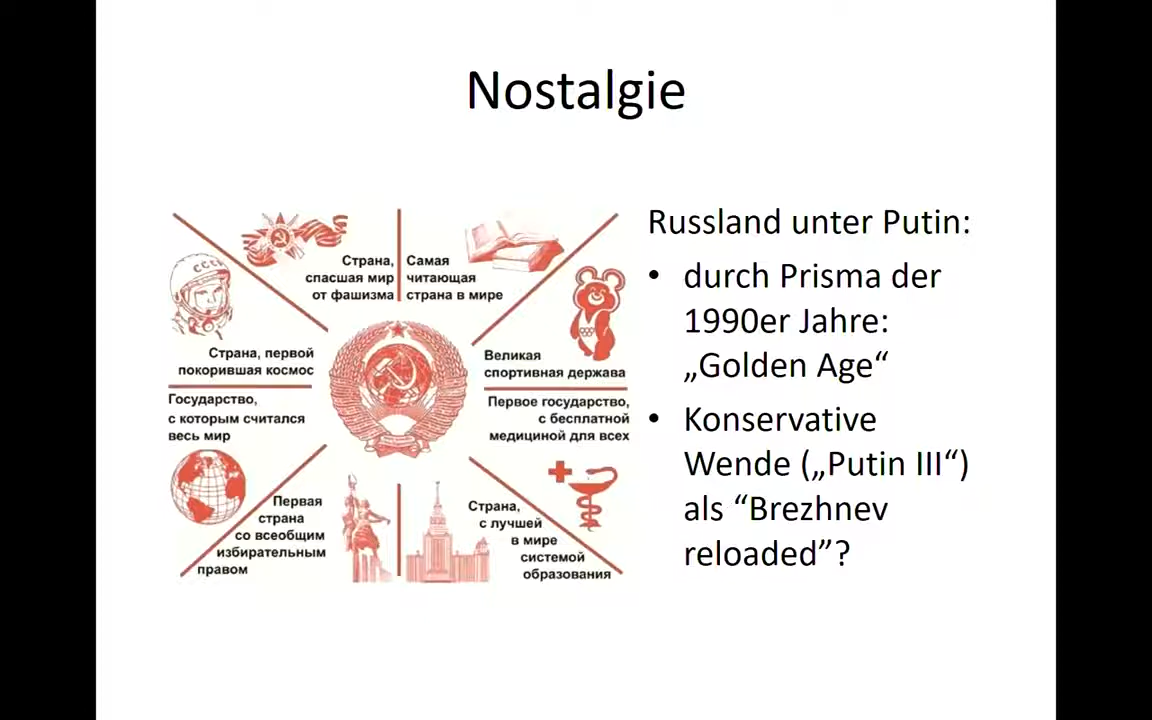 Nostalgie
СССР
Страна,
спасшая мир
от фашизма
Самая
читающая
страна в мире
Страна, первой
покорившая космос
Великая
спортивная держава
Государство,
с которым считался
весь мир
Первое государство,
с бесплатной
медициной для всех
Первая
страна
со всеобщим
избирательным
правом
Страна,
с лучшей
в мире
системой
образования
Russland unter Putin:
• durch Prisma der
1990er Jahre:
„Golden Age“
• Konservative
Wende („Putin III“)
als “Brezhnev
reloaded”?